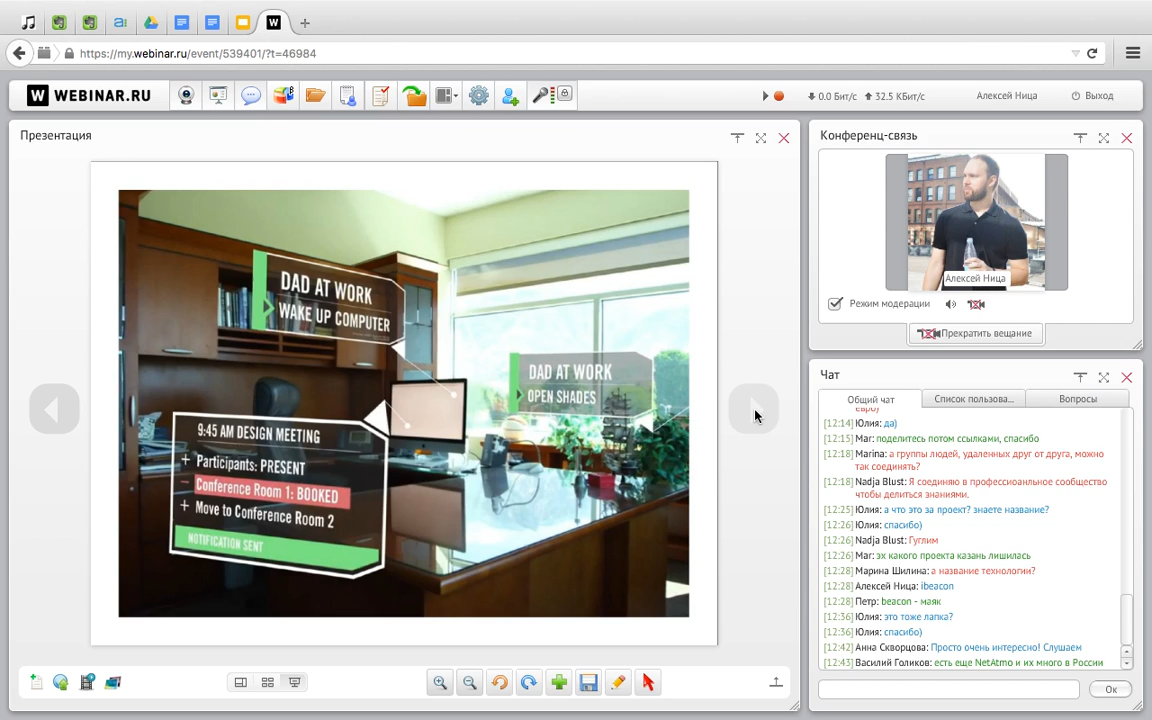 W
https://my.webinar.ru/event/539401/?t=46984
W WEBINAR.RU
0.0 Бит/с 32.5 КБит/с
Алексей Ница
Выход
Презентация
DAD AT WORK
WAKE UP COMPUTER
DAD AT WORK
OPEN SHADES
9:45 AM DESIGN MEETING
+ Participants: PRESENT
– Conference Room 1: BOOKED
+ Move to Conference Room 2
NOTIFICATION SENT
Конференц-связь
Алексей Ница
Режим модерации
Прекратить вещание
Чат
Общий чат
Список пользова...
Вопросы
евро)
[12:14] Юлия: да)
[12:15] Маг: поделитесь потом ссылками, спасибо
[12:18] Marina: а группы людей, удаленных друг от друга, можно
так соединять?
[12:18] Nadja Blust: Я соединяю в профессиоанльное сообщество
чтобы делиться знаниями.
[12:25] Юлия: а что это за проект? знаете название?
[12:26] Юлия: спасибо)
[12:26] Nadja Blust: Гуглим
[12:26] Маг: эх какого проекта казань лишилась
[12:28] Марина Шилина: а название технологии?
[12:28] Алексей Ница: ibeacon
[12:28] Петр: beacon - маяк
[12:36] Юлия: это тоже лапка?
[12:36] Юлия: спасибо)
[12:42] Анна Скворцова: Просто очень интересно! Слушаем
[12:43] Василий Голиков: есть еще NetAtmo и их много в России
Ок